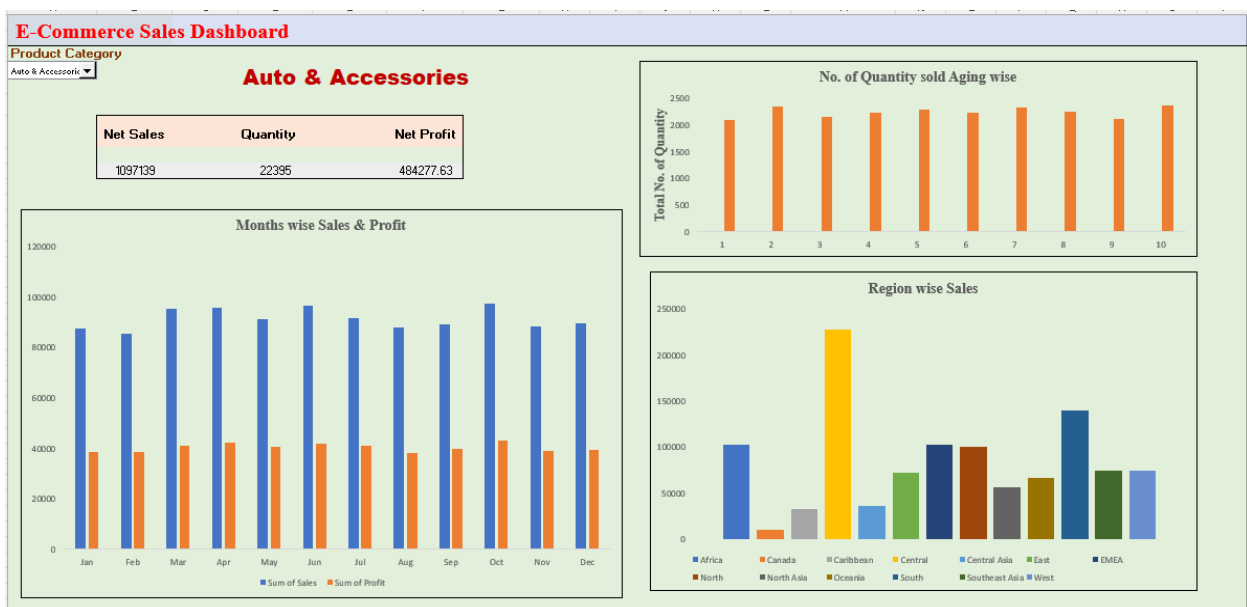 E-Commerce Sales Dashboard
Product Category
Auto & Accessoric
Auto & Accessories
Net Sales Quantity Net Profit
1097139 22395 484277.63
Months wise Sales & Profit
120000
100000
80000
60000
40000
20000
0
Jan Feb Mar Apr May Jun Jul Aug Sep Oct Nov Dec
Sum of Sales Sum of Profit
No. of Quantity sold Aging wise
Total No. of Quantity
2500
2000
1500
1000
500
0
1 2 3 4 5 6 7 8 9 10
Region wise Sales
250000
200000
150000
100000
50000
0
Africa Canada Caribbean Central Central Asia East EMEA
North North Asia Oceania South Southeast Asia West